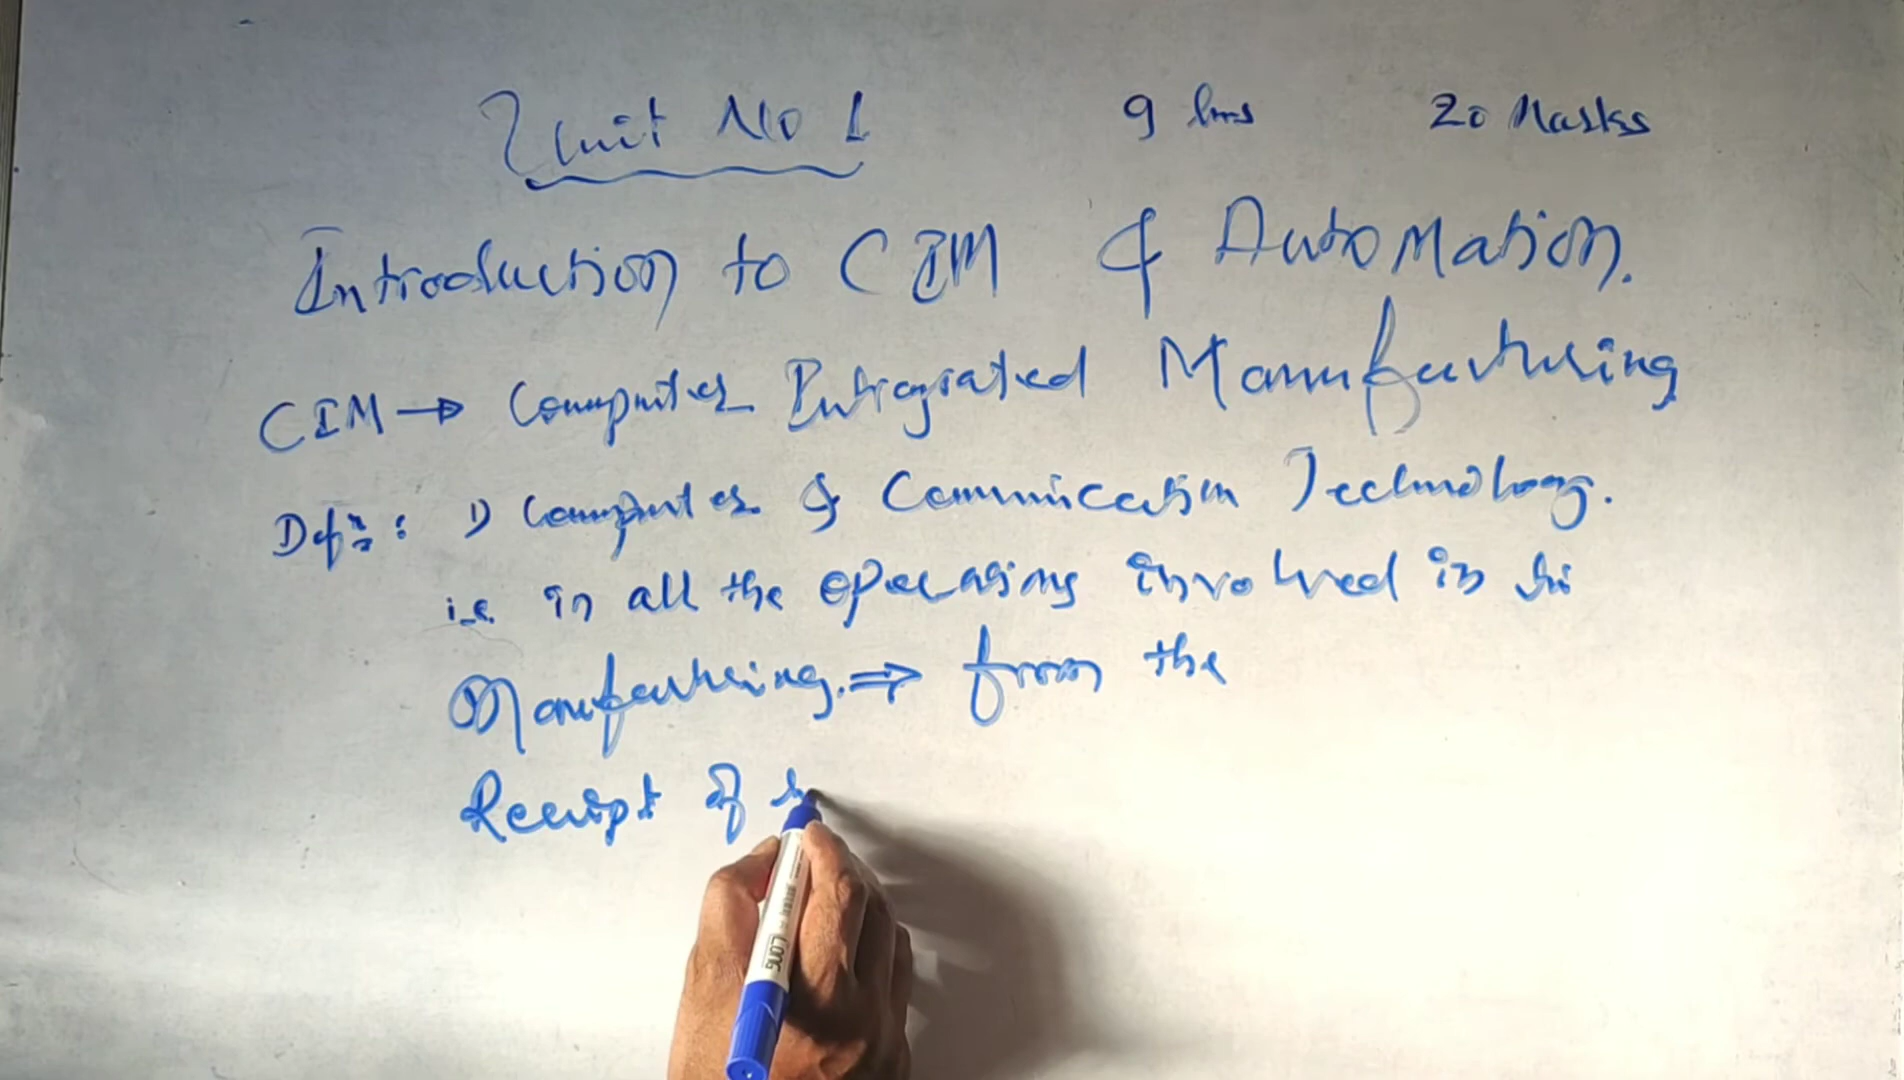 Unit No 1 9 hrs 20 Marks
Introduction to CIM & Automation.
CIM → Computer Integrated Manufacturing
Defn: 1) Computer & Communication Technology.
i.e. in all the operations involved in
Manufacturing. ⇒ from the
Receipt of
LONG